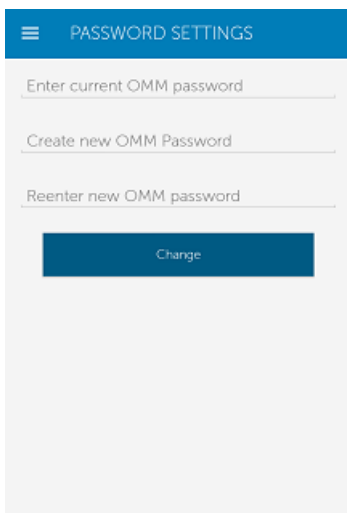 PASSWORD SETTINGS
Enter current OMM password
Create new OMM Password
Reenter new OMM password
Change